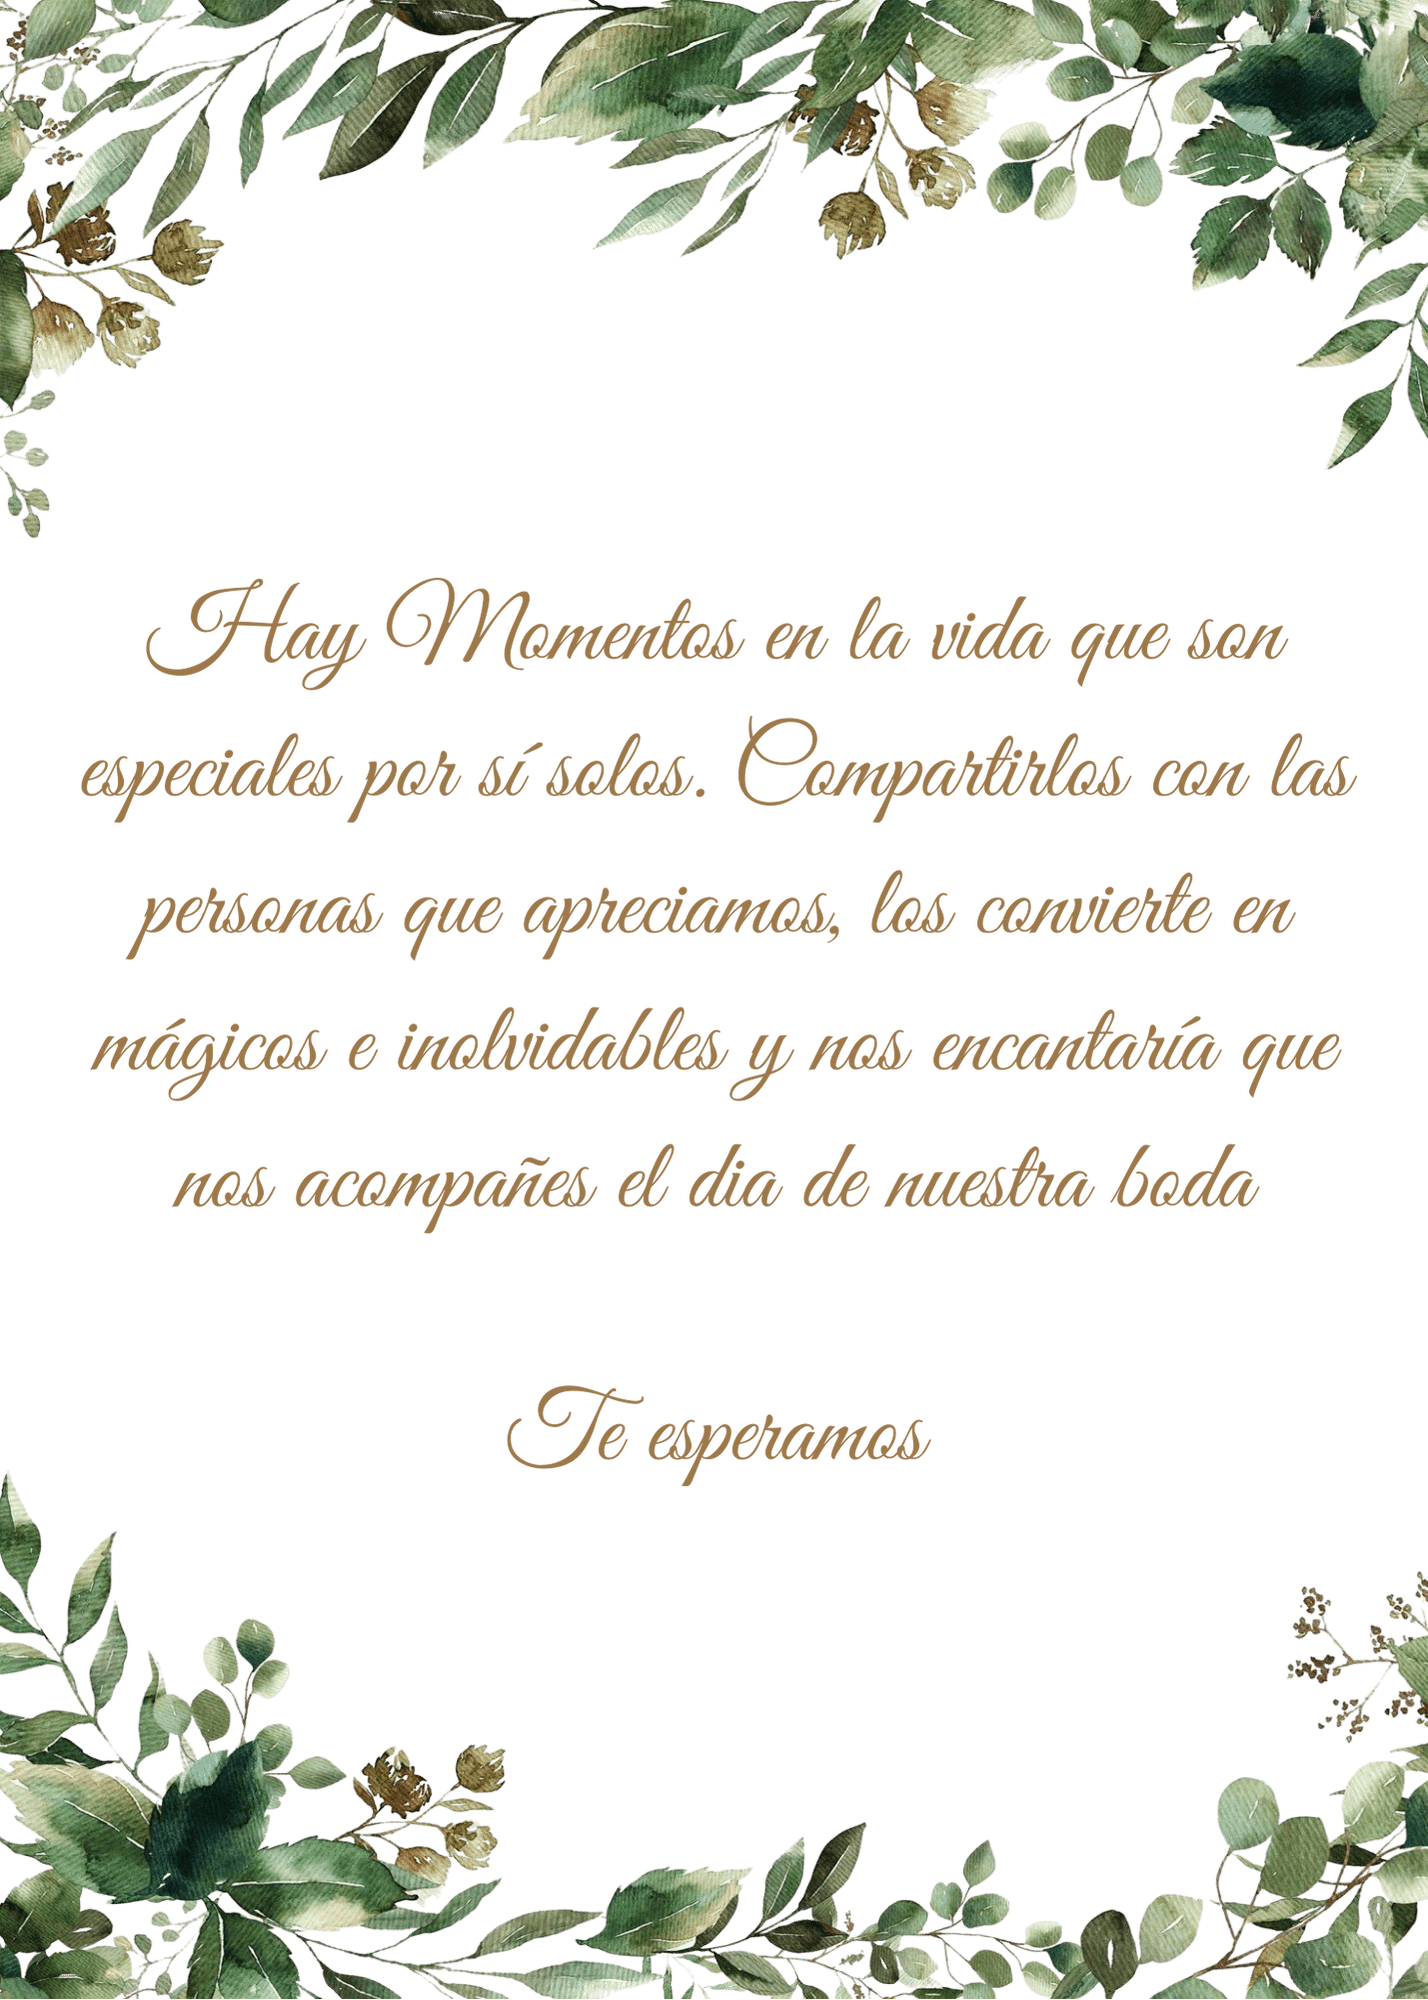 Hay Momentos en la vida que son
especiales por sí solos. Compartirlos con las
personas que apreciamos, los convierte en
mágicos e inolvidables y nos encantaría que
nos acompañes el dia de nuestra boda
Te esperamos